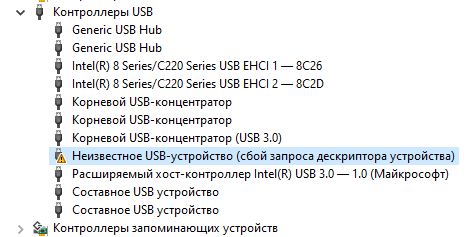 Контроллеры USB
Generic USB Hub
Generic USB Hub
Intel(R) 8 Series/C220 Series USB EHCI 1 — 8C26
Intel(R) 8 Series/C220 Series USB EHCI 2 — 8C2D
Корневой USB-концентратор
Корневой USB-концентратор
Корневой USB-концентратор (USB 3.0)
Неизвестное USB-устройство (сбой запроса дескриптора устройства)
Расширяемый хост-контроллер Intel(R) USB 3.0 — 1.0 (Майкрософт)
Составное USB устройство
Составное USB устройство
Контроллеры запоминающих устройств